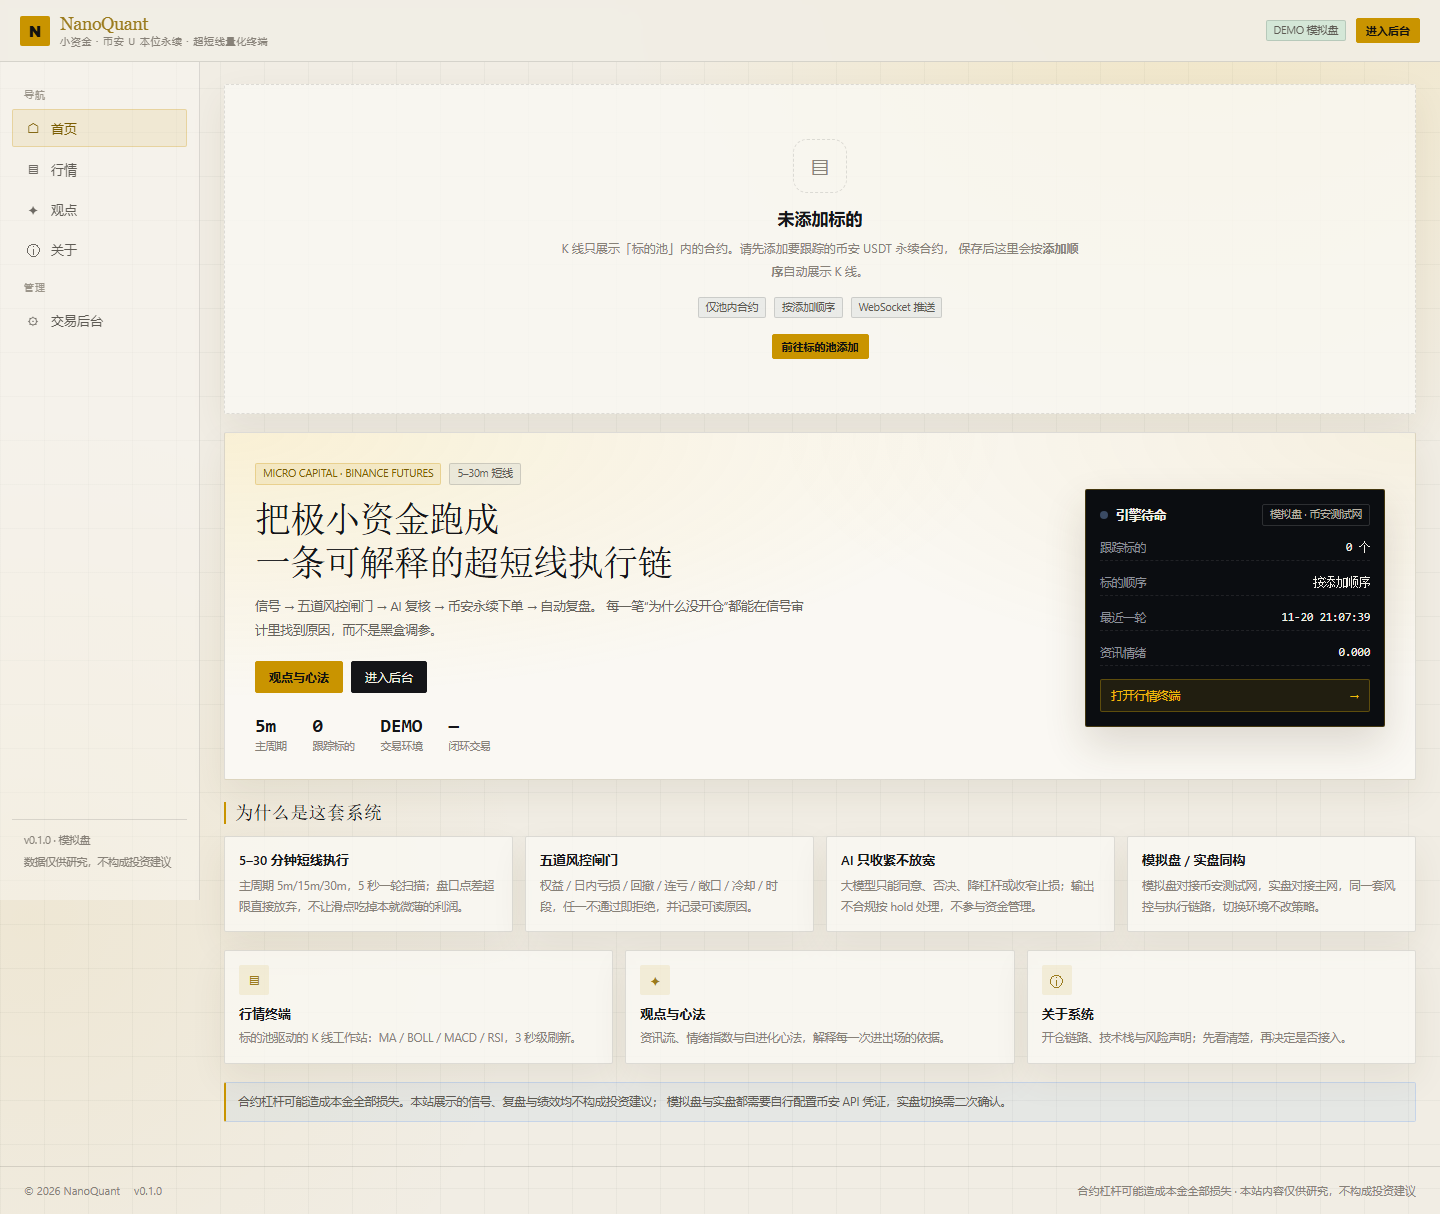 N
NanoQuant
小资金 · 币安 U 本位永续 · 超短线量化终端
DEMO 模拟盘
进入后台
导航
首页
行情
观点
关于
管理
交易后台
v0.1.0 · 模拟盘
数据仅供研究，不构成投资建议
未添加标的
K 线只展示「标的池」内的合约。请先添加要跟踪的币安 USDT 永续合约， 保存后这里会按添加顺
序自动展示 K 线。
仅池内合约
按添加顺序
WebSocket 推送
前往标的池添加
MICRO CAPITAL · BINANCE FUTURES
5–30m 短线
把极小资金跑成
一条可解释的超短线执行链
信号 → 五道风控闸门 → AI 复核 → 币安永续下单 → 自动复盘。 每一笔“为什么没开仓”都能在信号审
计里找到原因，而不是黑盒调参。
观点与心法
进入后台
5m
主周期
0
跟踪标的
DEMO
交易环境
—
闭环交易
引擎待命
模拟盘 · 币安测试网
跟踪标的
0 个
标的顺序
按添加顺序
最近一轮
11-20 21:07:39
资讯情绪
0.000
打开行情终端 →
为什么是这套系统
5–30 分钟短线执行
主周期 5m/15m/30m，5 秒一轮扫描；盘口点差超
限直接放弃，不让滑点吃掉本就微薄的利润。
五道风控闸门
权益 / 日内亏损 / 回撤 / 连亏 / 敞口 / 冷却 / 时
段，任一不通过即拒绝，并记录可读原因。
AI 只收紧不放宽
大模型只能同意、否决、降杠杆或收窄止损；输出
不合规按 hold 处理，不参与资金管理。
模拟盘 / 实盘同构
模拟盘对接币安测试网，实盘对接主网，同一套风
控与执行链路，切换环境不改策略。
行情终端
标的池驱动的 K 线工作站：MA / BOLL / MACD / RSI，3 秒级刷新。
观点与心法
资讯流、情绪指数与自进化心法，解释每一次进出场的依据。
关于系统
开仓链路、技术栈与风险声明；先看清楚，再决定是否接入。
合约杠杆可能造成本金全部损失。本站展示的信号、复盘与绩效均不构成投资建议； 模拟盘与实盘都需要自行配置币安 API 凭证，实盘切换需二次确认。
© 2026 NanoQuant v0.1.0
合约杠杆可能造成本金全部损失 · 本站内容仅供研究，不构成投资建议